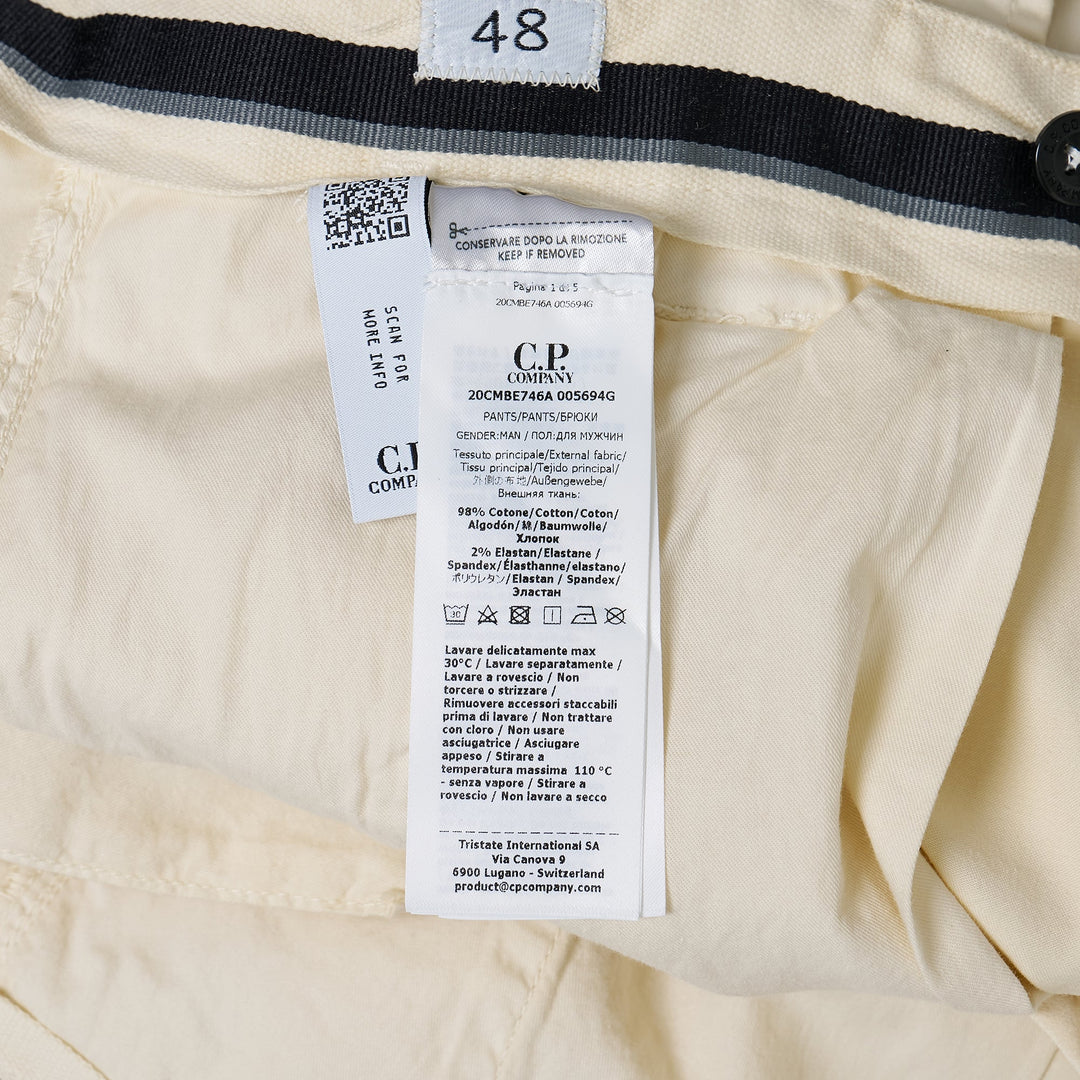 48
CONSERVARE DOPO LA RIMOZIONE
KEEP IF REMOVED
Pagina 1 di 5
20CMBE746A 005694G
C.P.
COMPANY
20CMBE746A 005694G
PANTS/PANTS/БРЮКИ
GENDER:MAN / ПОЛ:ДЛЯ МУЖЧИН
Tessuto principale/External fabric/
Tissu principal/Tejido principal/
外側の布地/Außengewebe/
Внешняя ткань:
98% Cotone/Cotton/Coton/
Algodón/綿/Baumwolle/
Хлопок
2% Elastan/Elastane /
Spandex/Élasthanne/elastano/
ポリウレタン/Elastan / Spandex/
Эластан
30
Lavare delicatamente max
30°C / Lavare separatamente /
Lavare a rovescio / Non
torcere o strizzare /
Rimuovere accessori staccabili
prima di lavare / Non trattare
con cloro / Non usare
asciugatrice / Asciugare
appeso / Stirare a
temperatura massima 110 °C
- senza vapore / Stirare a
rovescio / Non lavare a secco
Tristate International SA
Via Canova 9
6900 Lugano - Switzerland
product@cpcompany.com
SCAN FOR
MORE INFO
C.P
COMPA